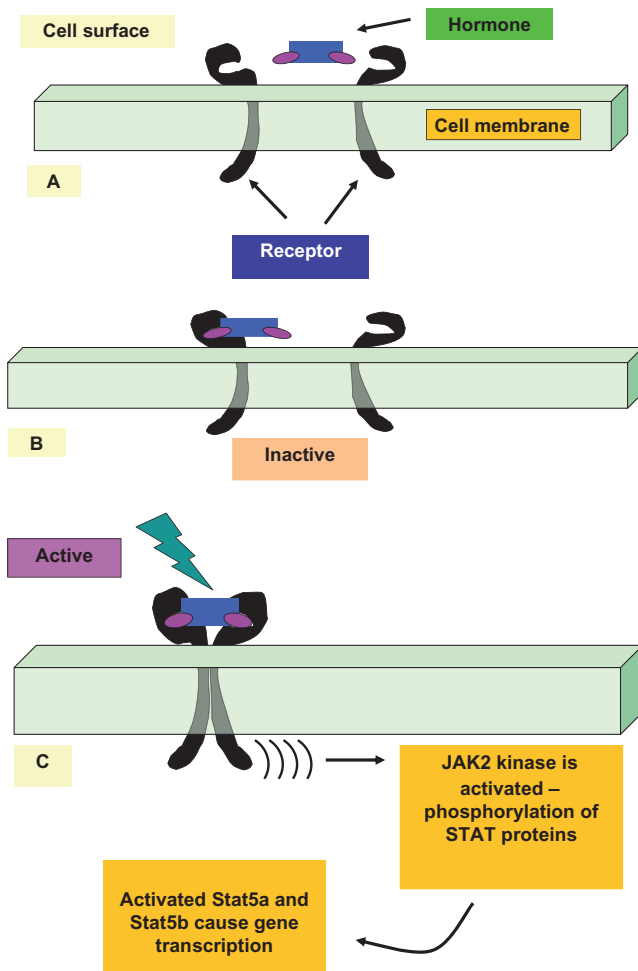 Cell surface
Hormone
Cell membrane
A
Receptor
B
Inactive
Active
C
JAK2 kinase is
activated –
phosphorylation of
STAT proteins
Activated Stat5a and
Stat5b cause gene
transcription